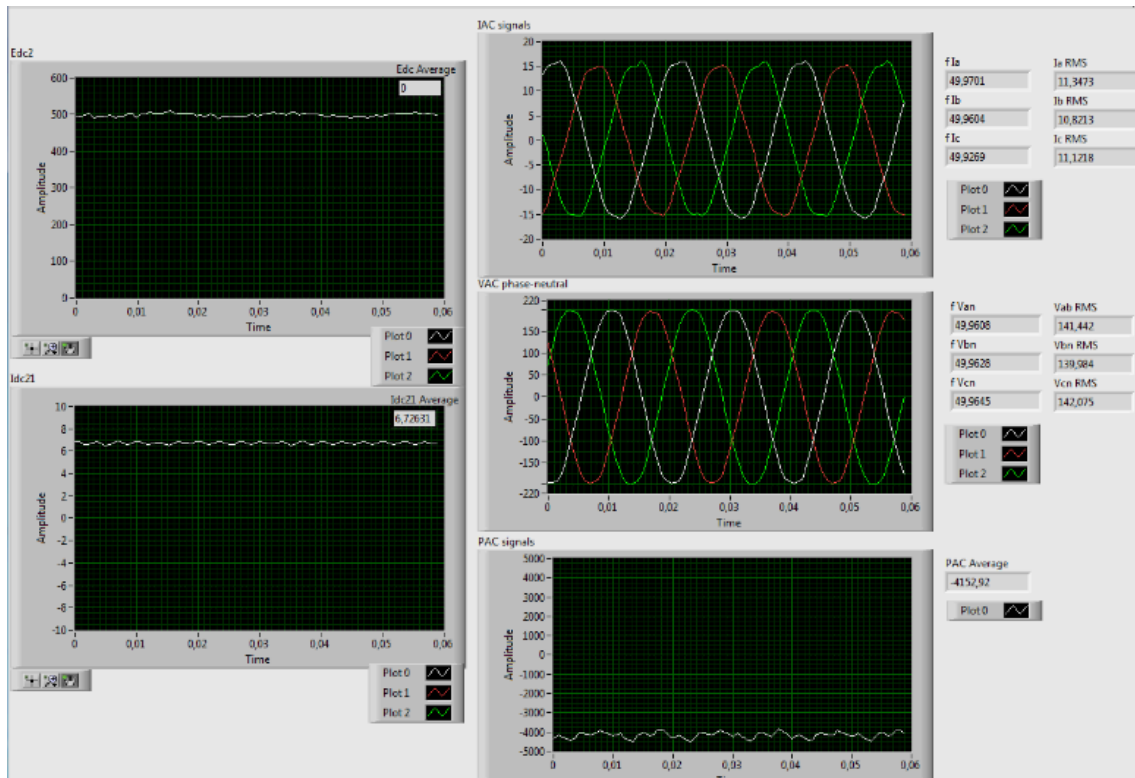 Edc2
Edc Average
0
Amplitude
600
500
400
300
200
100
0
0
0,01
0,02
0,03
0,04
0,05
0,06
Time
Plot 0
Plot 1
Plot 2
Idc21
Idc21 Average
6,72631
Amplitude
10
8
6
4
2
0
-2
-4
-6
-8
-10
0
0,01
0,02
0,03
0,04
0,05
0,06
Time
Plot 0
Plot 1
Plot 2
IAC signals
Amplitude
20
15
10
5
0
-5
-10
-15
-20
0
0,01
0,02
0,03
0,04
0,05
0,06
Time
f Ia
49,9701
f Ib
49,9604
f Ic
49,9269
Ia RMS
11,3473
Ib RMS
10,8213
Ic RMS
11,1218
Plot 0
Plot 1
Plot 2
VAC phase-neutral
Amplitude
220
150
100
50
0
-50
-100
-150
-220
0
0,01
0,02
0,03
0,04
0,05
0,06
Time
f Van
49,9608
f Vbn
49,9628
f Vcn
49,9645
Vab RMS
141,442
Vbn RMS
139,984
Vcn RMS
142,075
Plot 0
Plot 1
Plot 2
PAC signals
Amplitude
5000
4000
3000
2000
1000
0
-1000
-2000
-3000
-4000
-5000
0
0,01
0,02
0,03
0,04
0,05
0,06
PAC Average
-4152,92
Plot 0